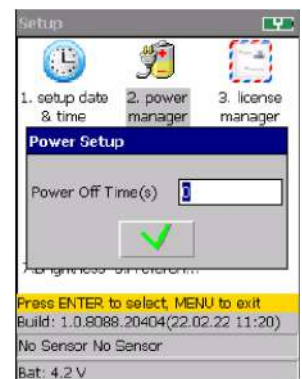 Setup
1. setup date & time
2. power manager
3. license manager
Power Setup
Power Off Time(s) 0
Press ENTER to select, MENU to exit
Build: 1.0.8088.20404(22.02.22 11:20)
No Sensor No Sensor
Bat: 4.2 V